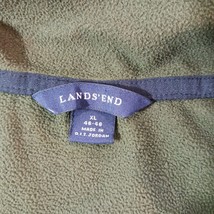 LANDS' END
XL
46-48
MADE IN
Q.I.Z. JORDAN